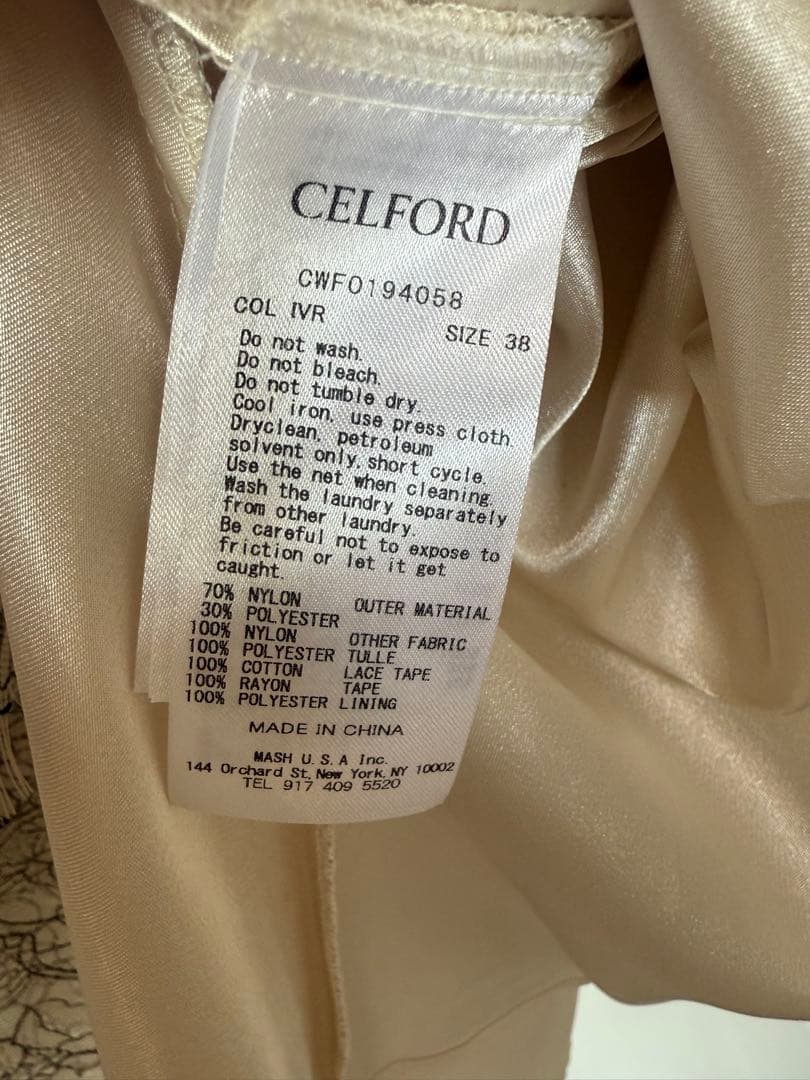 CELFORD
CWFO194058
COL IVR
SIZE 38
Do not wash.
Do not bleach.
Do not tumble dry.
Cool iron, use press cloth.
Dryclean, petroleum
solvent only, short cycle.
Use the net when cleaning.
Wash the laundry separately
from other laundry.
Be careful not to expose to
friction or let it get
caught.
70% NYLON OUTER MATERIAL
30% POLYESTER
100% NYLON OTHER FABRIC
100% POLYESTER TULLE
100% COTTON LACE TAPE
100% RAYON TAPE
100% POLYESTER LINING
MADE IN CHINA
MASH U.S.A Inc.
144 Orchard St, New York, NY 10002
TEL 917 409 5520